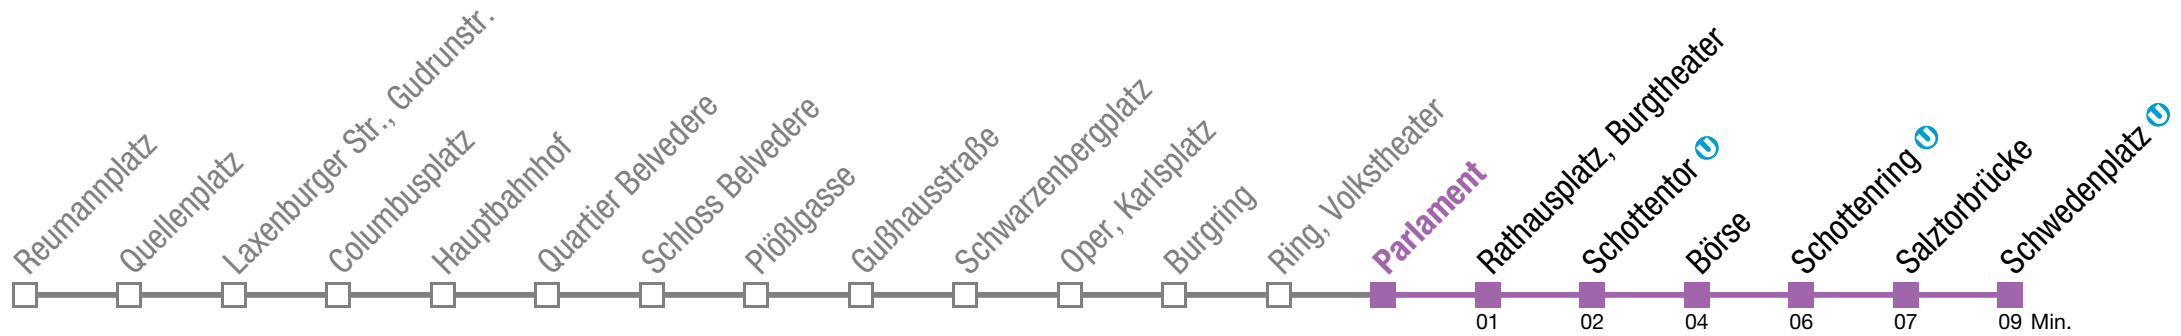 Reumannplatz
Quellenplatz
Laxenburger Str., Gudrunstr.
Columbusplatz
Hauptbahnhof
Quartier Belvedere
Schloss Belvedere
Plößlgasse
Gußhausstraße
Schwarzenbergplatz
Oper, Karlsplatz
Burgring
Ring, Volkstheater
Parlament
Rathausplatz, Burgtheater
Schottentor U
Börse
Schottenring U
Salztorbrücke
Schwedenplatz U
01 02 04 06 07 09 Min.